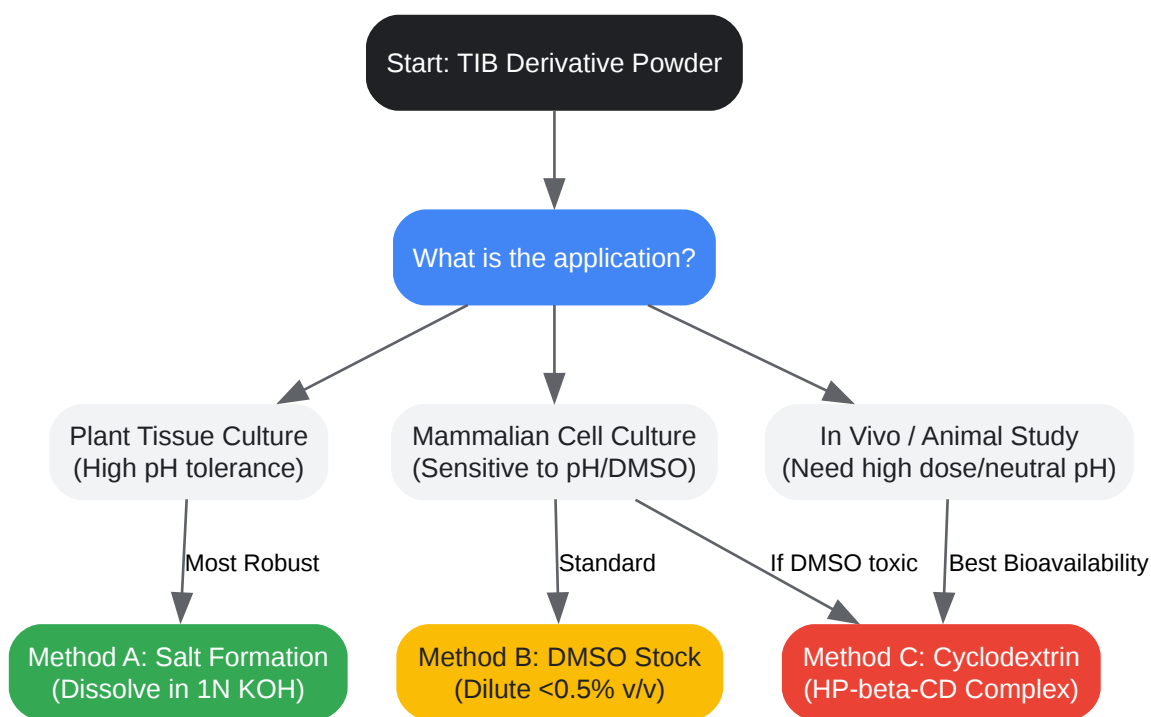 Start: TIB Derivative Powder
What is the application?
Plant Tissue Culture
(High pH tolerance)
Mammalian Cell Culture
(Sensitive to pH/DMSO)
In Vivo / Animal Study
(Need high dose/neutral pH)
Most Robust
Standard
If DMSO toxic
Best Bioavailability
Method A: Salt Formation
(Dissolve in 1N KOH)
Method B: DMSO Stock
(Dilute <0.5% v/v)
Method C: Cyclodextrin
(HP-beta-CD Complex)